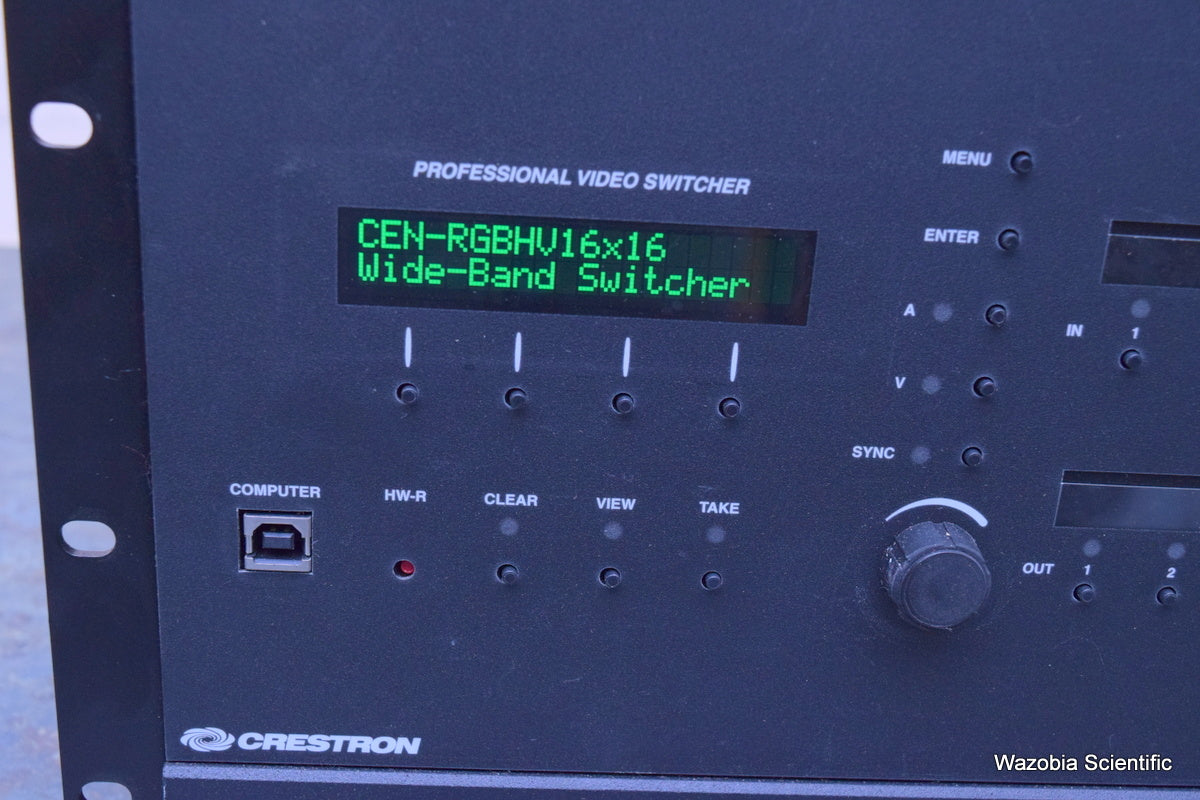 PROFESSIONAL VIDEO SWITCHER
CEN-RGBHV16x16
Wide-Band Switcher
MENU
ENTER
A
V
SYNC
IN
1
COMPUTER
HW-R
CLEAR
VIEW
TAKE
OUT
1
2
CRESTRON
Wazobia Scientific